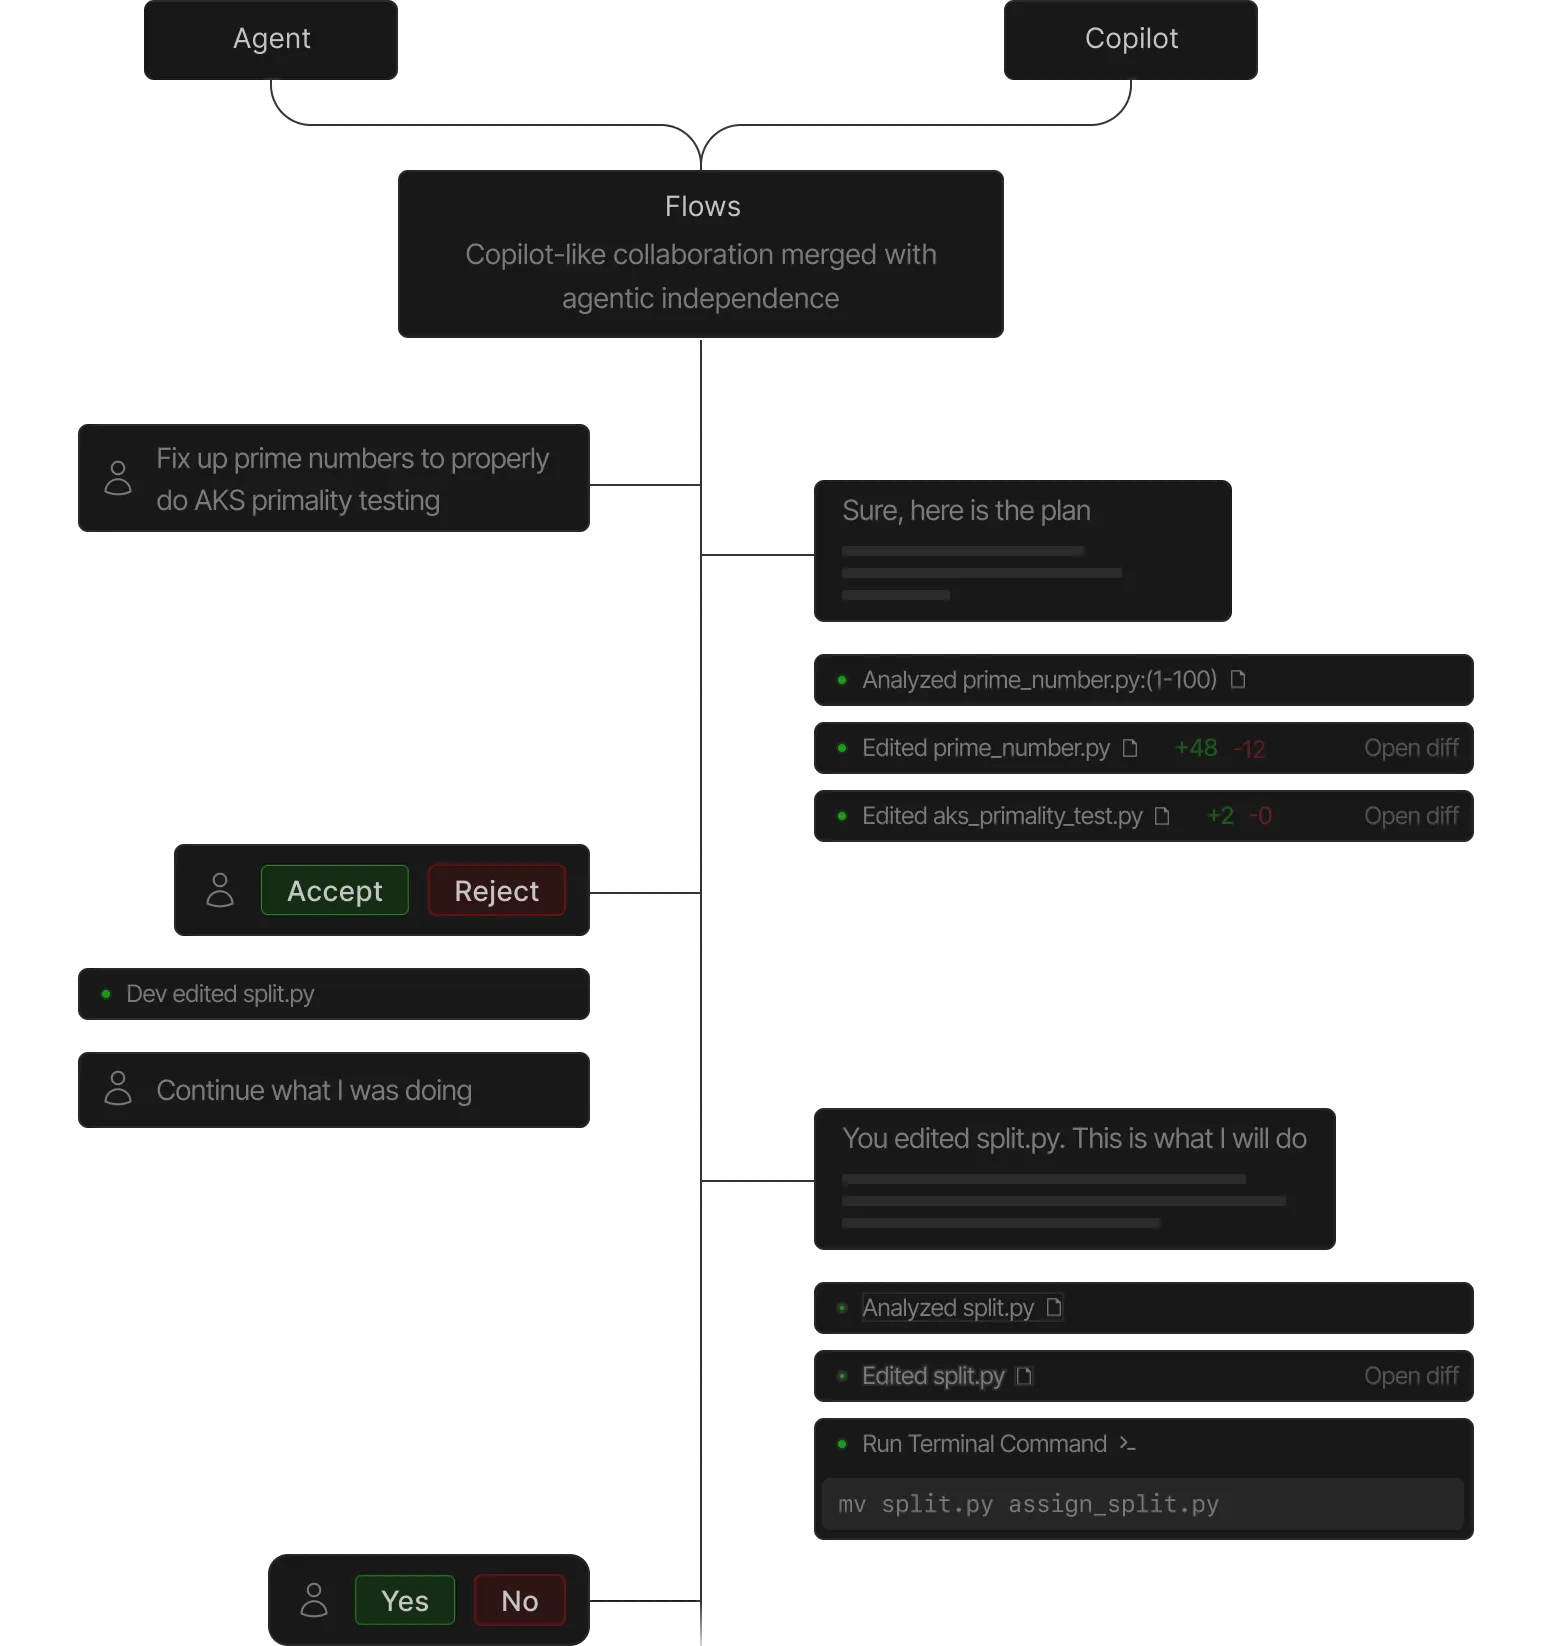 Agent
Copilot
Flows
Copilot-like collaboration merged with
agentic independence
Fix up prime numbers to properly
do AKS primality testing
Sure, here is the plan
Analyzed prime_number.py:(1-100)
Edited prime_number.py +48 -12 Open diff
Edited aks_primality_test.py +2 -0 Open diff
Accept Reject
Dev edited split.py
Continue what I was doing
You edited split.py. This is what I will do
Analyzed split.py
Edited split.py Open diff
Run Terminal Command
mv split.py assign_split.py
Yes No